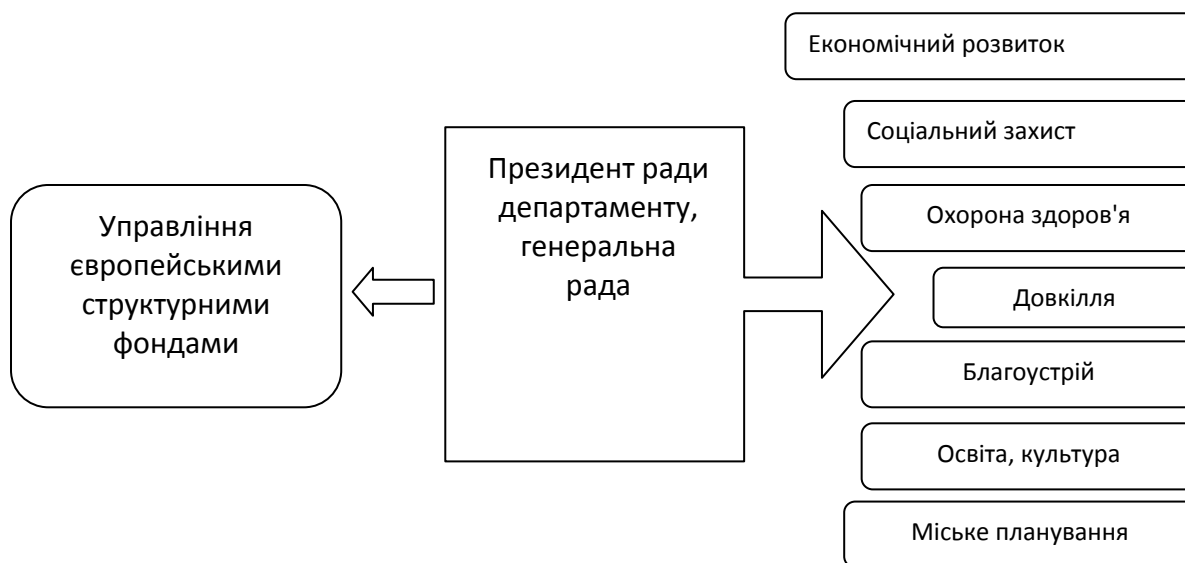 Управління
європейськими
структурними
фондами
Президент ради
департаменту,
генеральна
рада
Економічний розвиток
Соціальний захист
Охорона здоров'я
Довкілля
Благоустрій
Освіта, культура
Міське планування